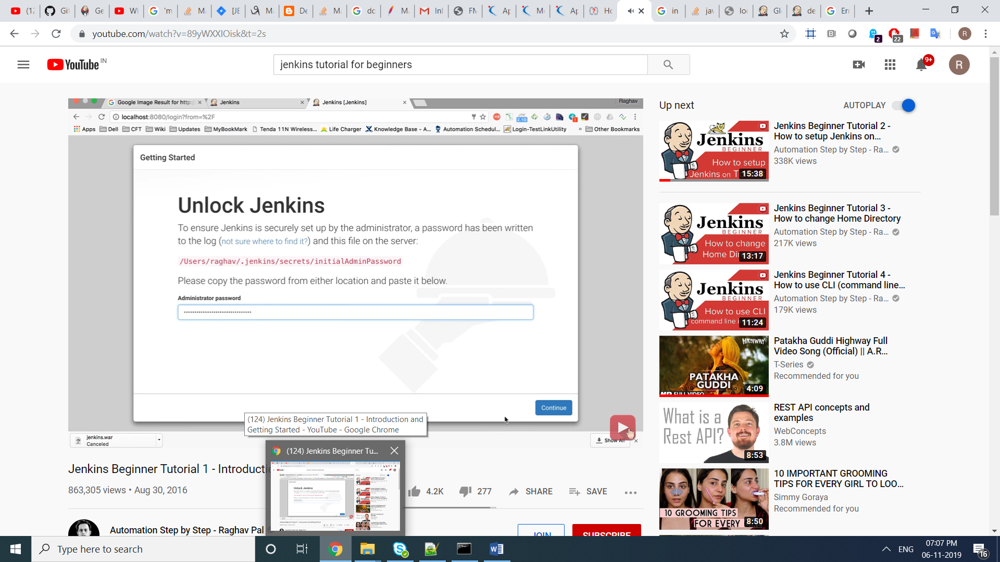 youtube.com/watch?v=89yWXXIOisk&t=2s
2
22
R
YouTube IN
jenkins tutorial for beginners
9+
R
Google Image Result for http:/
Jenkins
Jenkins [Jenkins]
Raghav
localhost:8080/login?from=%2F
2.10
Apps
Dell
CFT
Wiki
Updates
MyBookMark
Tenda 11N Wireless...
Life Charger
Knowledge Base - A...
Automation Schedul...
Login-TestLinkUtility
»
Other Bookmarks
Getting Started
Unlock Jenkins
To ensure Jenkins is securely set up by the administrator, a password has been written
to the log (not sure where to find it?) and this file on the server:
/Users/raghav/.jenkins/secrets/initialAdminPassword
Please copy the password from either location and paste it below.
Administrator password
Continue
jenkins.war
Canceled
Show All
(124) Jenkins Beginner Tutorial 1 - Introduction and
Getting Started - YouTube - Google Chrome
(124) Jenkins Beginner Tu...
Jenkins Beginner Tutorial 1 - Introducti
863,305 views • Aug 30, 2016
4.2K
277
SHARE
SAVE
Automation Step by Step - Raghav Pal
JOIN
SUBSCRIBE
Up next
AUTOPLAY
Jenkins
BEGINNER
How to setup
Jenkins on T
15:38
Jenkins Beginner Tutorial 2 -
How to setup Jenkins on...
Automation Step by Step - Ra...
338K views
Jenkins
BEGINNER
How to change
Home Di
13:17
Jenkins Beginner Tutorial 3 -
How to change Home Directory
Automation Step by Step - Ra...
217K views
Jenkins
BEGINNER
How to use CLI
command line i
11:24
Jenkins Beginner Tutorial 4 -
How to use CLI (command line...
Automation Step by Step - Ra...
179K views
HIGHWAY
PATAKHA
GUDDI
HD FULL VIDEO
4:09
Patakha Guddi Highway Full
Video Song (Official) || A.R...
T-Series
Recommended for you
What is a
Rest API?
8:53
REST API concepts and
examples
WebConcepts
3.8M views
10 GROOMING TIPS
FOR EVERY
8:50
10 IMPORTANT GROOMING
TIPS FOR EVERY GIRL TO LOO...
Simmy Goraya
Recommended for you
Type here to search
ENG
07:07 PM
06-11-2019
16